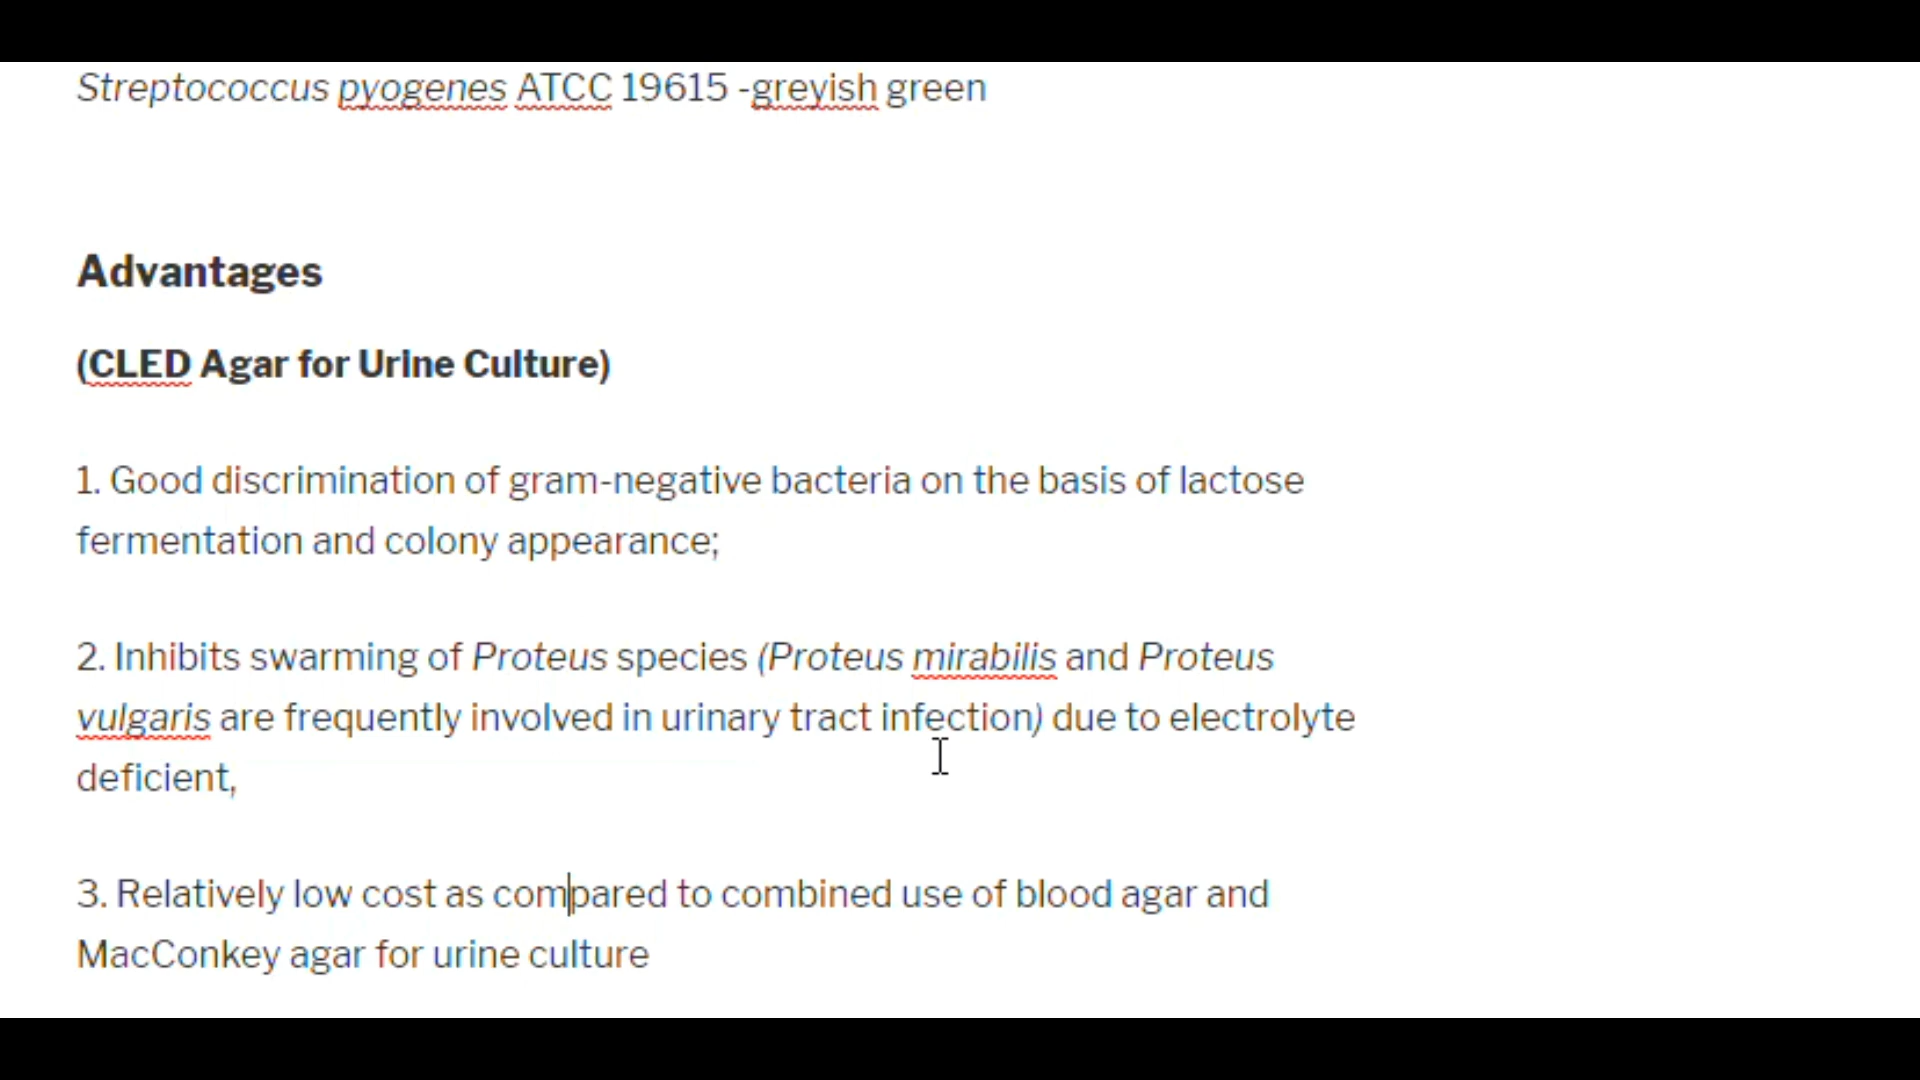 Streptococcus pyogenes ATCC 19615 -greyish green
Advantages
(CLED Agar for Urine Culture)
1. Good discrimination of gram-negative bacteria on the basis of lactose
fermentation and colony appearance;
2. Inhibits swarming of Proteus species (Proteus mirabilis and Proteus
vulgaris are frequently involved in urinary tract infection) due to electrolyte
deficient,
3. Relatively low cost as compared to combined use of blood agar and
MacConkey agar for urine culture